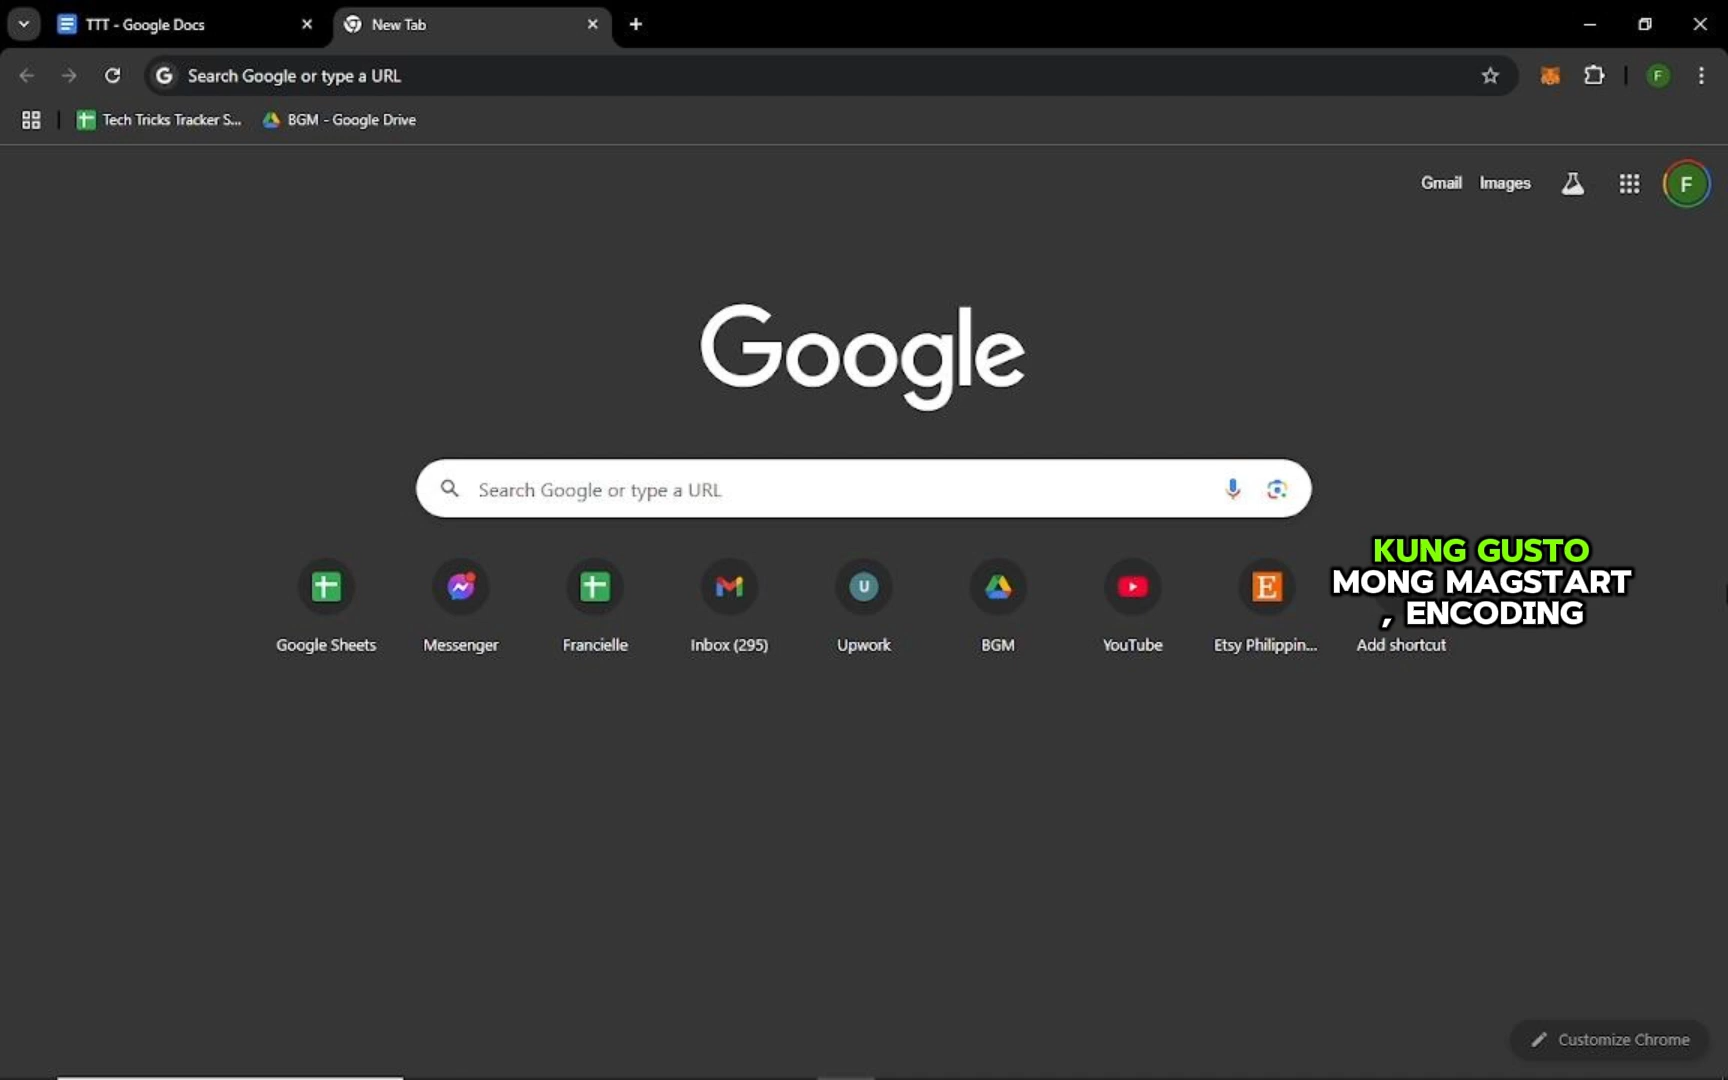 TTT - Google Docs
New Tab
Search Google or type a URL
F
Tech Tricks Tracker S...
BGM - Google Drive
Gmail
Images
F
Google
Search Google or type a URL
KUNG GUSTO
MONG MAGSTART
, ENCODING
U
E
Google Sheets
Messenger
Francielle
Inbox (295)
Upwork
BGM
YouTube
Etsy Philippin...
Add shortcut
Customize Chrome